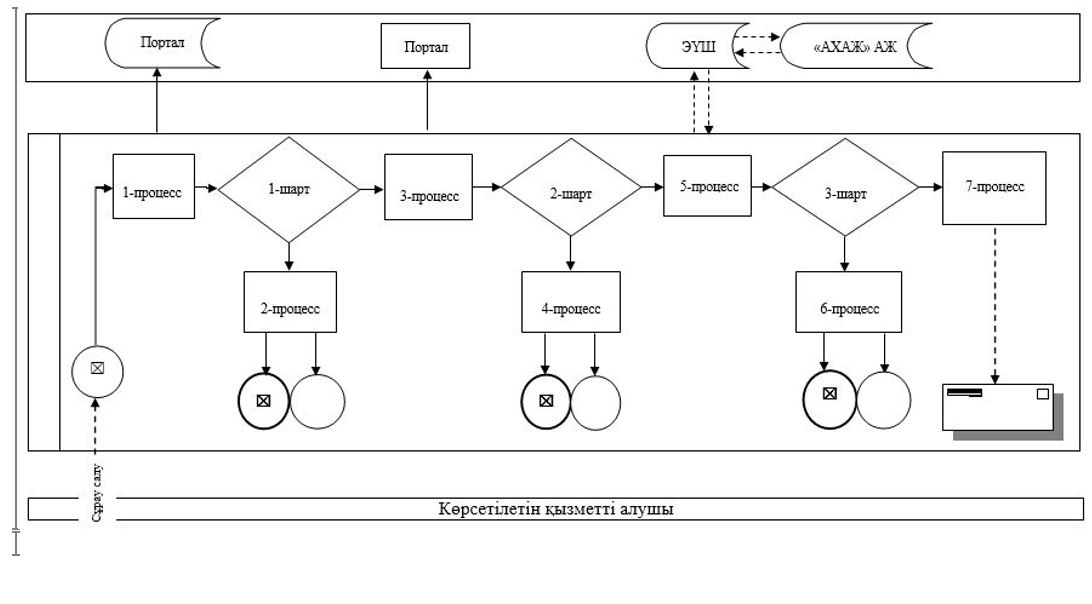 Портал
Портал
ЭҮШ
«АХАЖ» АЖ
1-процесс
1-шарт
3-процесс
2-шарт
5-процесс
3-шарт
7-процесс
2-процесс
4-процесс
6-процесс
Сұрау салу
Көрсетілетін қызметті алушы